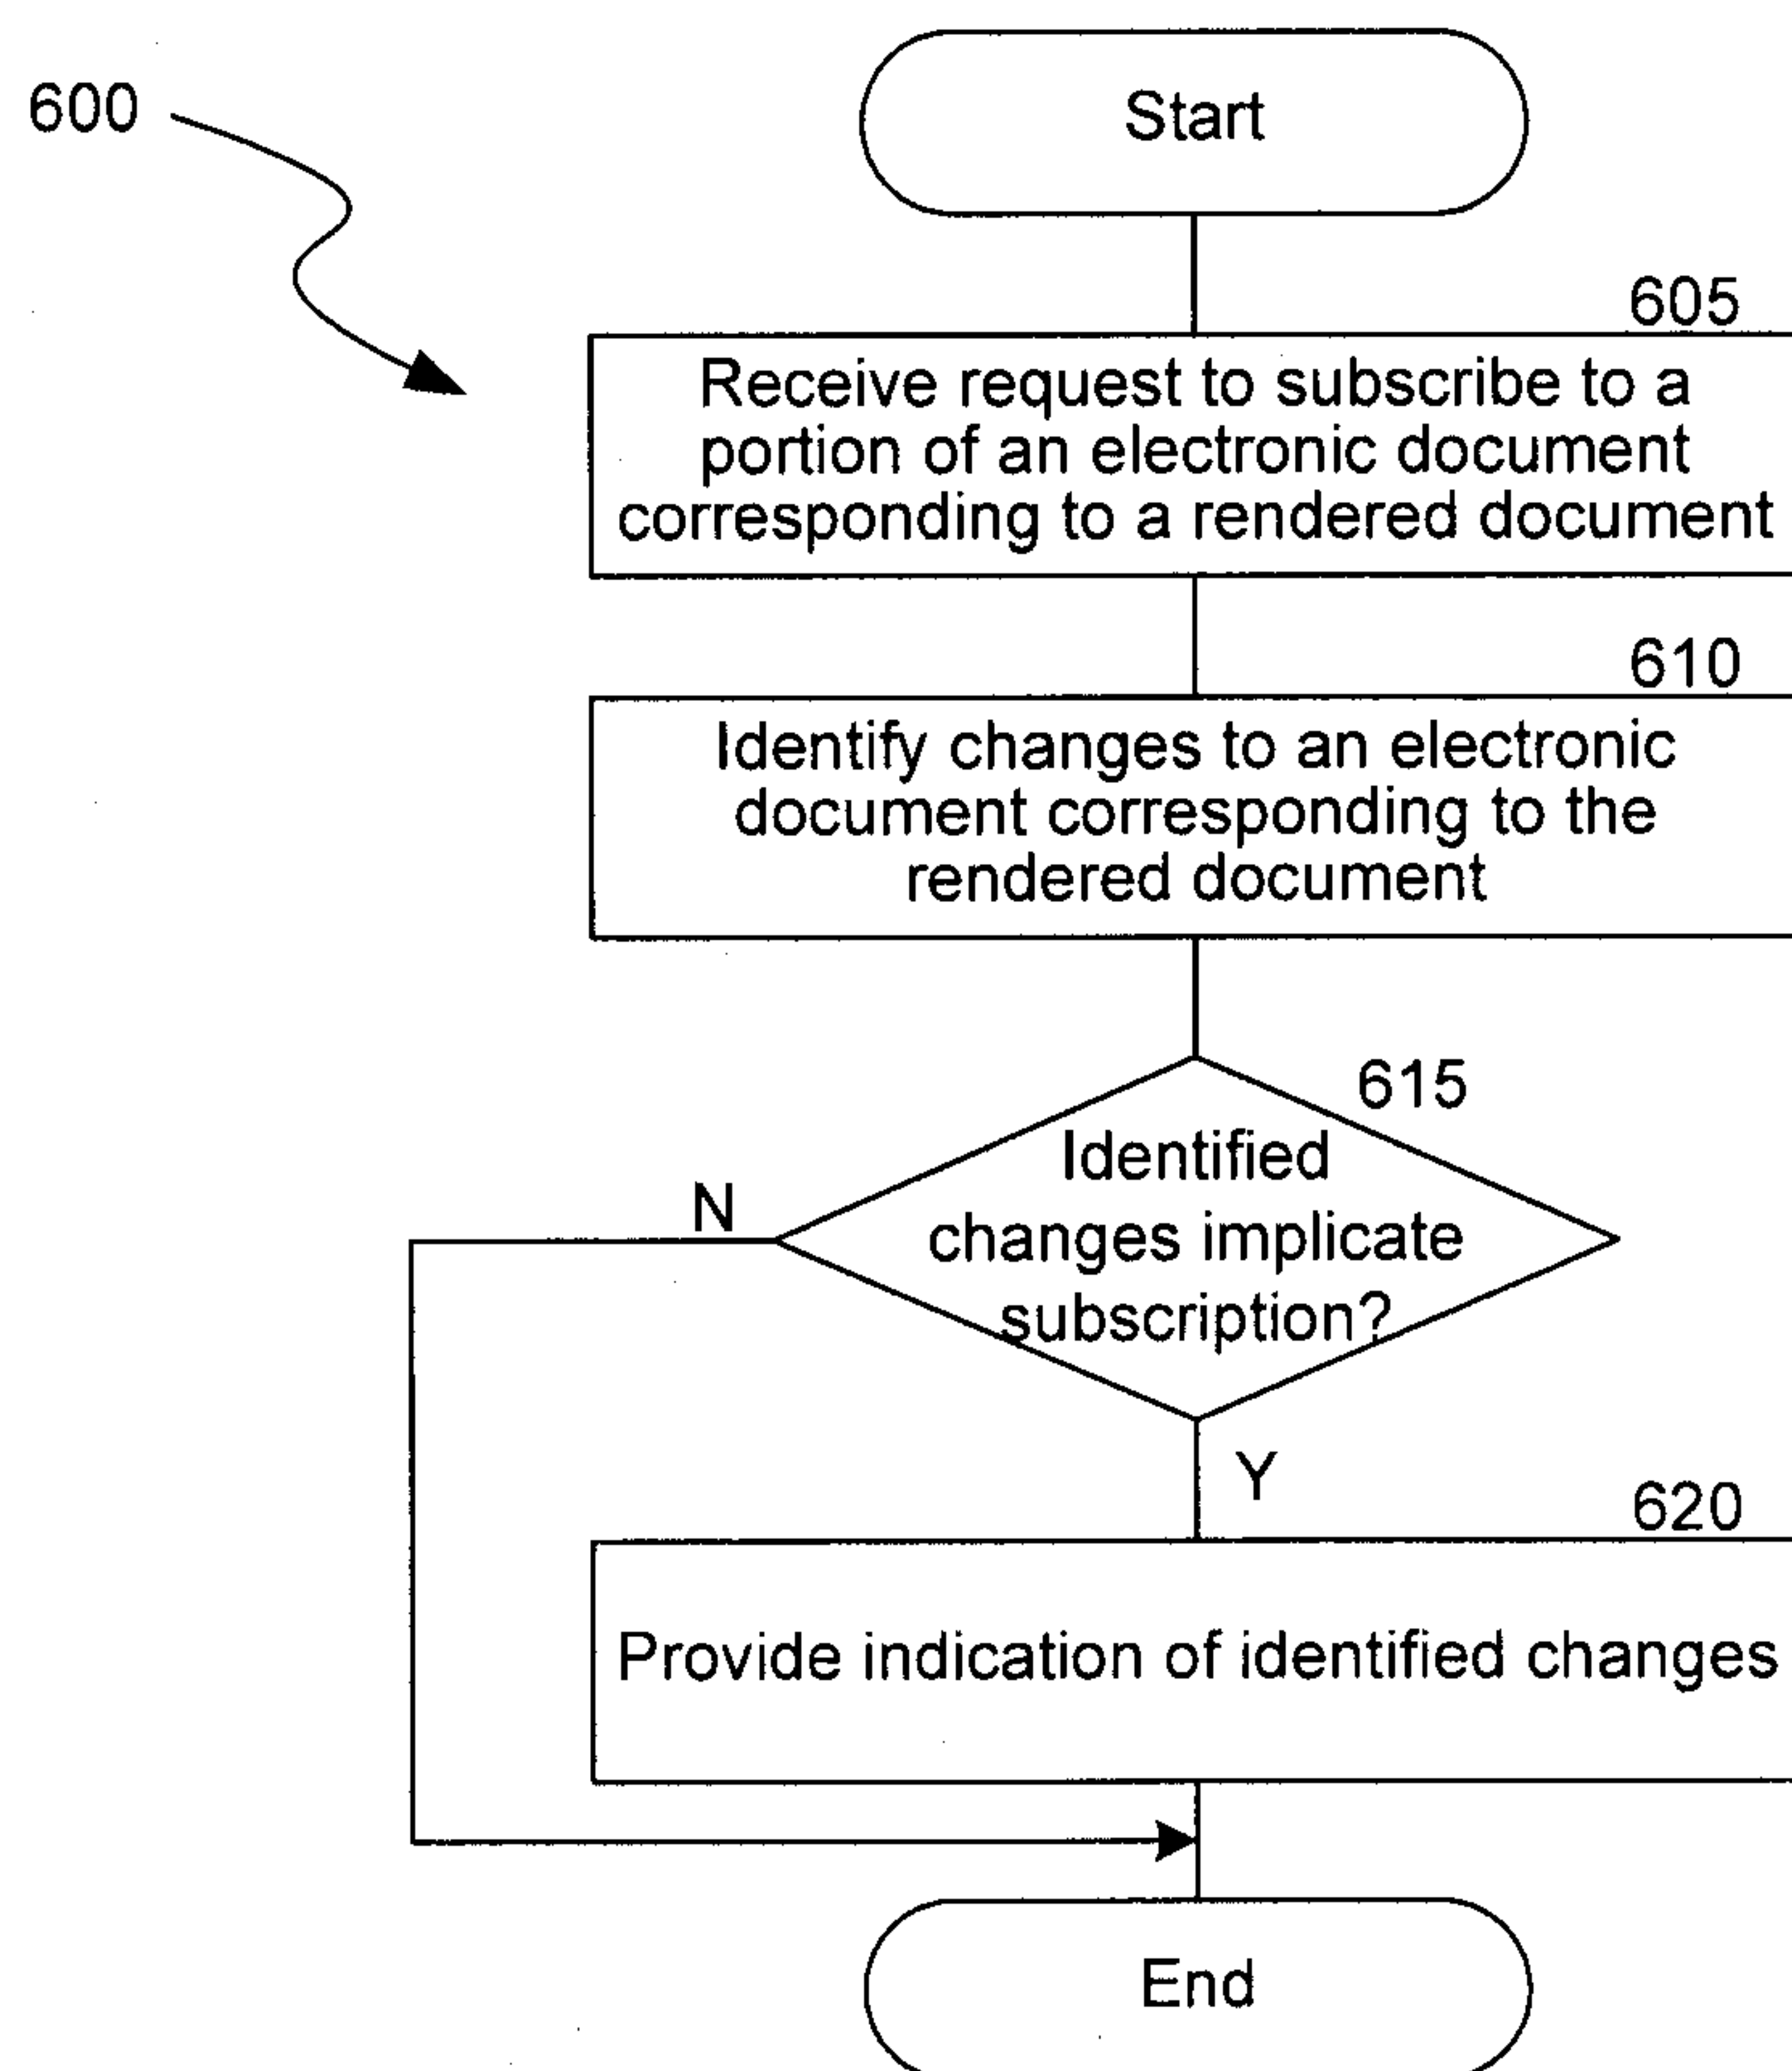 600
Start
605
Receive request to subscribe to a
portion of an electronic document
corresponding to a rendered document
610
Identify changes to an electronic
document corresponding to the
rendered document
615
Identified
changes implicate
subscription?
N
Y
620
Provide indication of identified changes
End